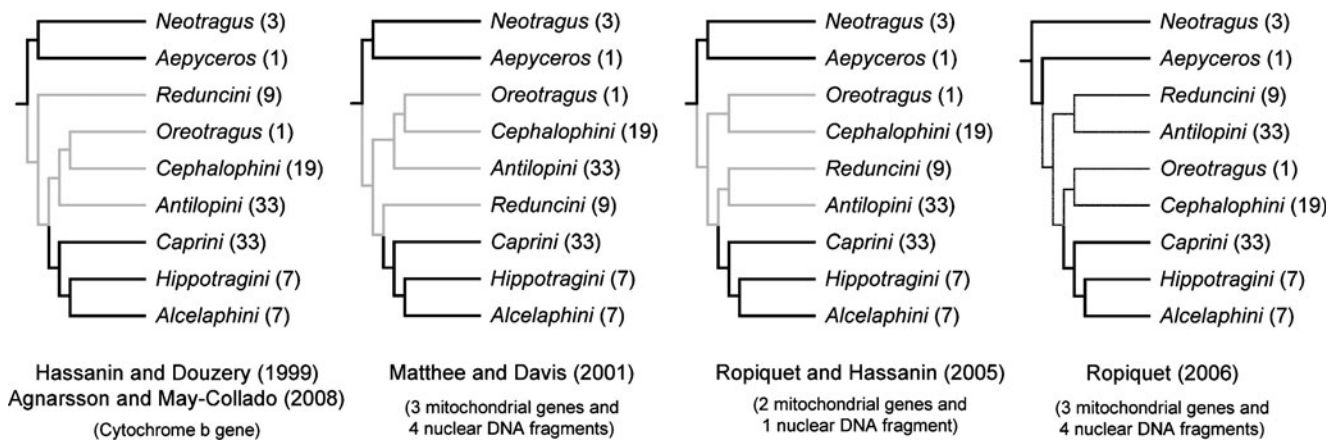 Neotragus (3)
Aepyceros (1)
Reduncini (9)
Oreotragus (1)
Cephalophini (19)
Antilopini (33)
Caprini (33)
Hippotragini (7)
Alcelaphini (7)
Hassanin and Douzery (1999)
Agnarsson and May-Collado (2008)
(Cytochrome b gene)
Neotragus (3)
Aepyceros (1)
Oreotragus (1)
Cephalophini (19)
Antilopini (33)
Reduncini (9)
Caprini (33)
Hippotragini (7)
Alcelaphini (7)
Matthee and Davis (2001)
(3 mitochondrial genes and
4 nuclear DNA fragments)
Neotragus (3)
Aepyceros (1)
Oreotragus (1)
Cephalophini (19)
Reduncini (9)
Antilopini (33)
Caprini (33)
Hippotragini (7)
Alcelaphini (7)
Ropiquet and Hassanin (2005)
(2 mitochondrial genes and
1 nuclear DNA fragment)
Neotragus (3)
Aepyceros (1)
Reduncini (9)
Antilopini (33)
Oreotragus (1)
Cephalophini (19)
Caprini (33)
Hippotragini (7)
Alcelaphini (7)
Ropiquet (2006)
(3 mitochondrial genes and
4 nuclear DNA fragments)